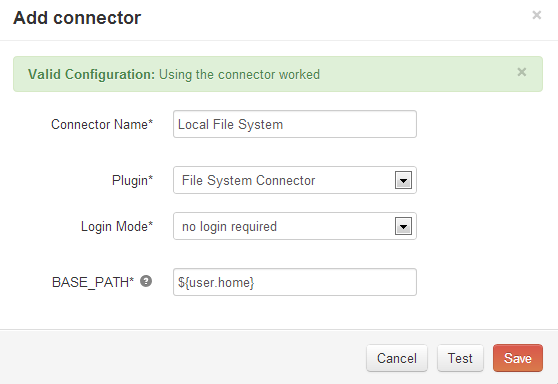 Add connector ×
Valid Configuration: Using the connector worked ×
Connector Name* Local File System
Plugin* File System Connector
Login Mode* no login required
BASE_PATH* ? ${user.home}
Cancel Test Save